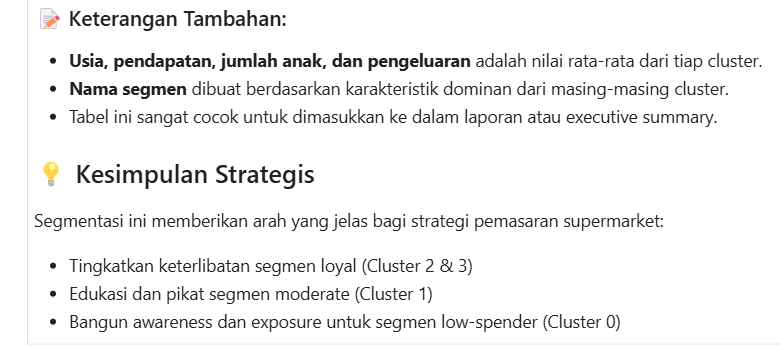 📝 Keterangan Tambahan:
• Usia, pendapatan, jumlah anak, dan pengeluaran adalah nilai rata-rata dari tiap cluster.
• Nama segmen dibuat berdasarkan karakteristik dominan dari masing-masing cluster.
• Tabel ini sangat cocok untuk dimasukkan ke dalam laporan atau executive summary.
💡 Kesimpulan Strategis
Segmentasi ini memberikan arah yang jelas bagi strategi pemasaran supermarket:
• Tingkatkan keterlibatan segmen loyal (Cluster 2 & 3)
• Edukasi dan pikat segmen moderate (Cluster 1)
• Bangun awareness dan exposure untuk segmen low-spender (Cluster 0)